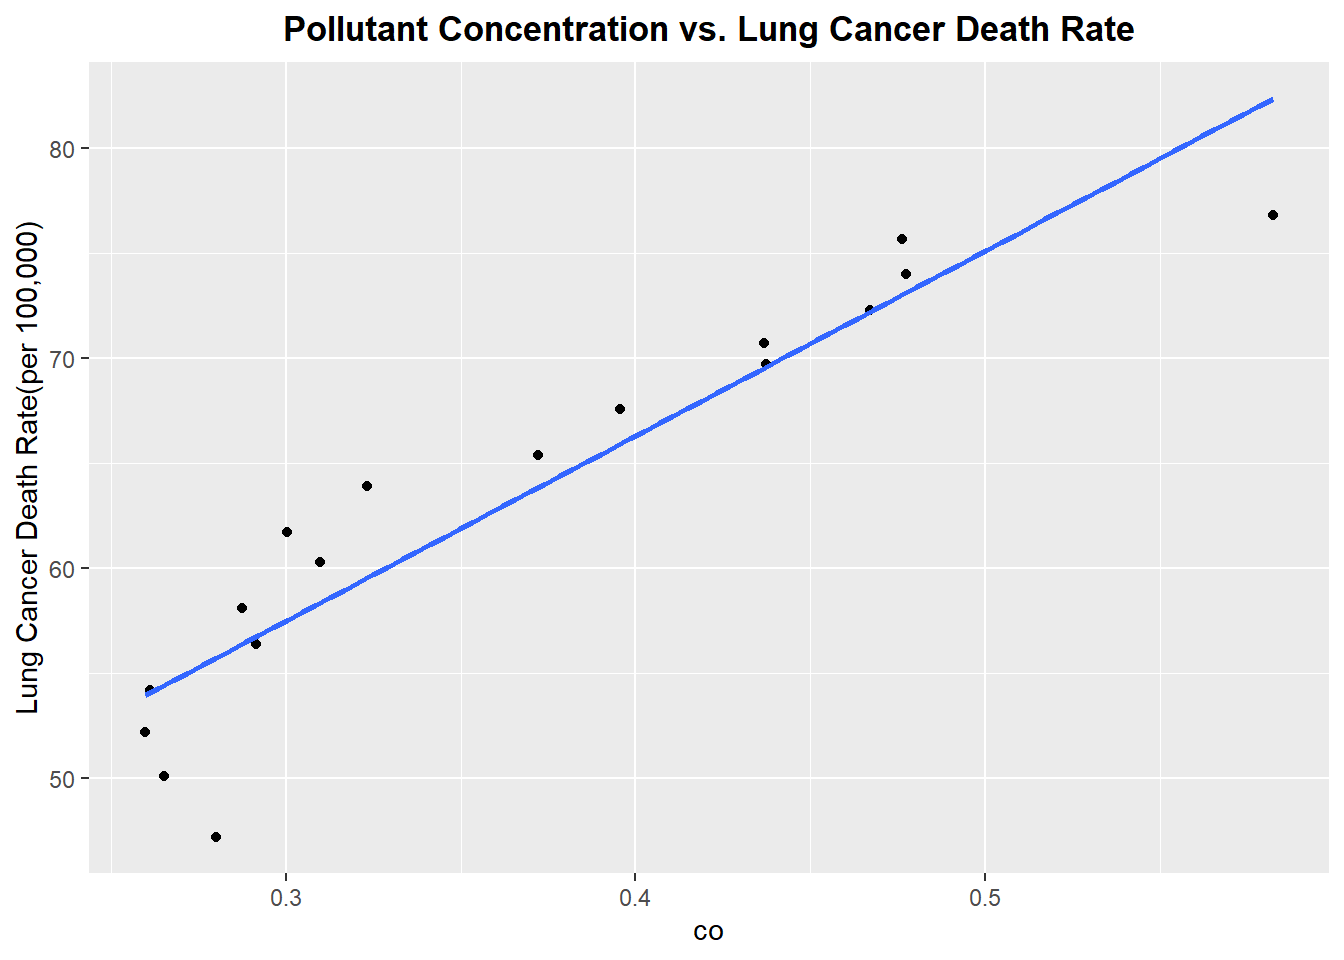 Pollutant Concentration vs. Lung Cancer Death Rate
Lung Cancer Death Rate(per 100,000)
80
70
60
50
0.3
0.4
0.5
co